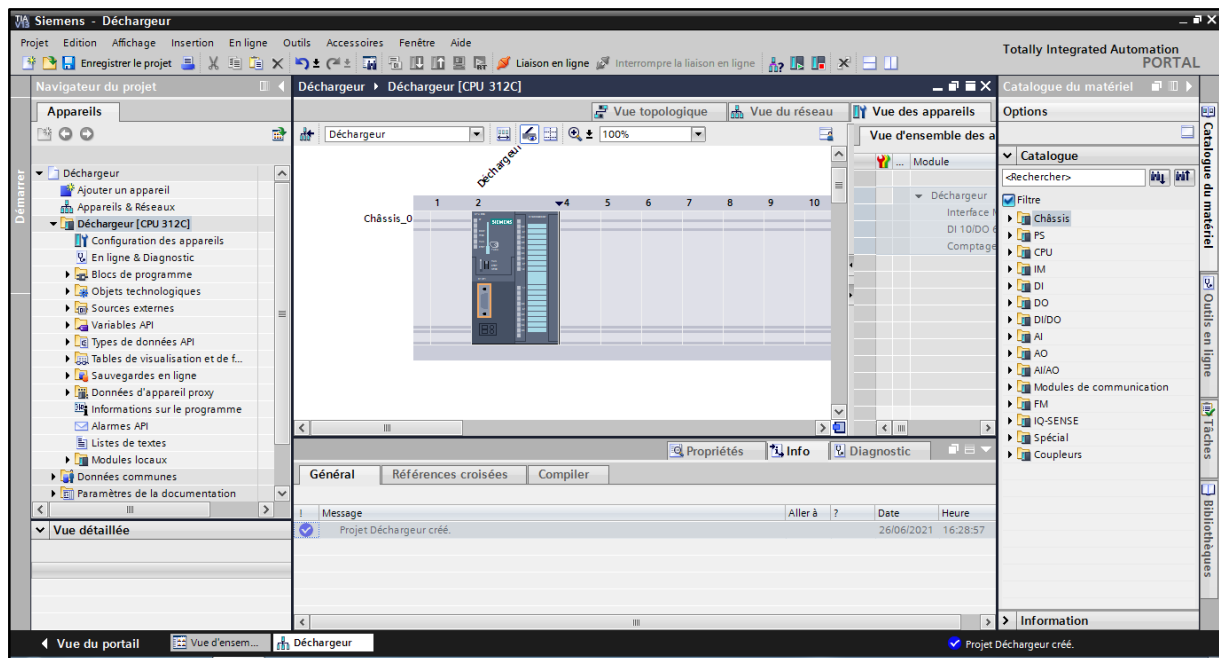 Siemens - Déchargeur
Projet Edition Affichage Insertion En ligne Outils Accessoires Fenêtre Aide
Totally Integrated Automation
PORTAL
Enregistrer le projet
Liaison en ligne
Interrompre la liaison en ligne
Navigateur du projet
Appareils
Démarrer
Déchargeur
Ajouter un appareil
Appareils & Réseaux
Déchargeur [CPU 312C]
Configuration des appareils
En ligne & Diagnostic
Blocs de programme
Objets technologiques
Sources externes
Variables API
Types de données API
Tables de visualisation et de f...
Sauvegardes en ligne
Données d'appareil proxy
Informations sur le programme
Alarmes API
Listes de textes
Modules locaux
Données communes
Paramètres de la documentation
Vue détaillée
Déchargeur ▸ Déchargeur [CPU 312C]
Vue topologique
Vue du réseau
Vue des appareils
Déchargeur
100%
Déchargeur
1 2 4 5 6 7 8 9 10
Châssis_0
SIEMENS
Vue d'ensemble des a
... Module
Déchargeur
Interface M
DI 10/DO 6
Comptage
Propriétés
Info
Diagnostic
Général
Références croisées
Compiler
! Message Aller à ? Date Heure
Projet Déchargeur créé. 26/06/2021 16:28:57
Catalogue du matériel
Options
Catalogue
<Rechercher>
Filtre
Châssis
PS
CPU
IM
DI
DO
DI/DO
AI
AO
AI/AO
Modules de communication
FM
IQ-SENSE
Spécial
Coupleurs
Information
Catalogue du matériel
Outils en ligne
Tâches
Bibliothèques
Vue du portail
Vue d'ensem...
Déchargeur
Projet Déchargeur créé.